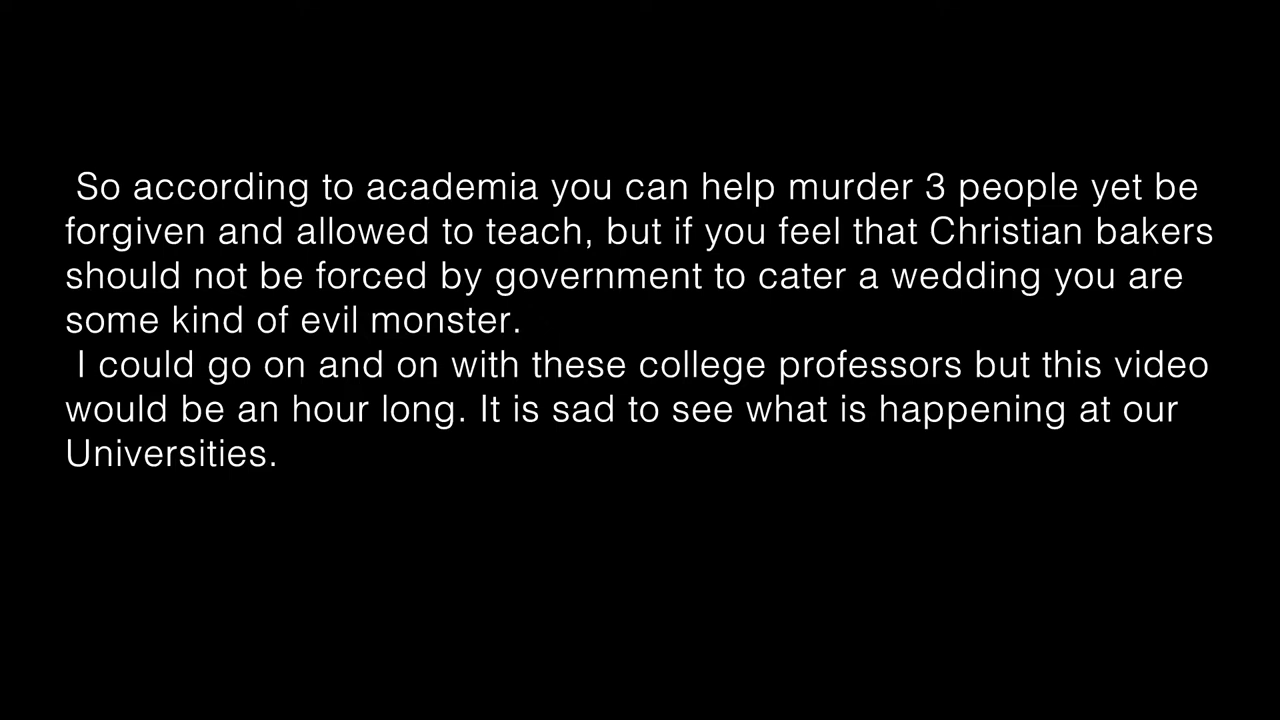 So according to academia you can help murder 3 people yet be
forgiven and allowed to teach, but if you feel that Christian bakers
should not be forced by government to cater a wedding you are
some kind of evil monster.
I could go on and on with these college professors but this video
would be an hour long. It is sad to see what is happening at our
Universities.